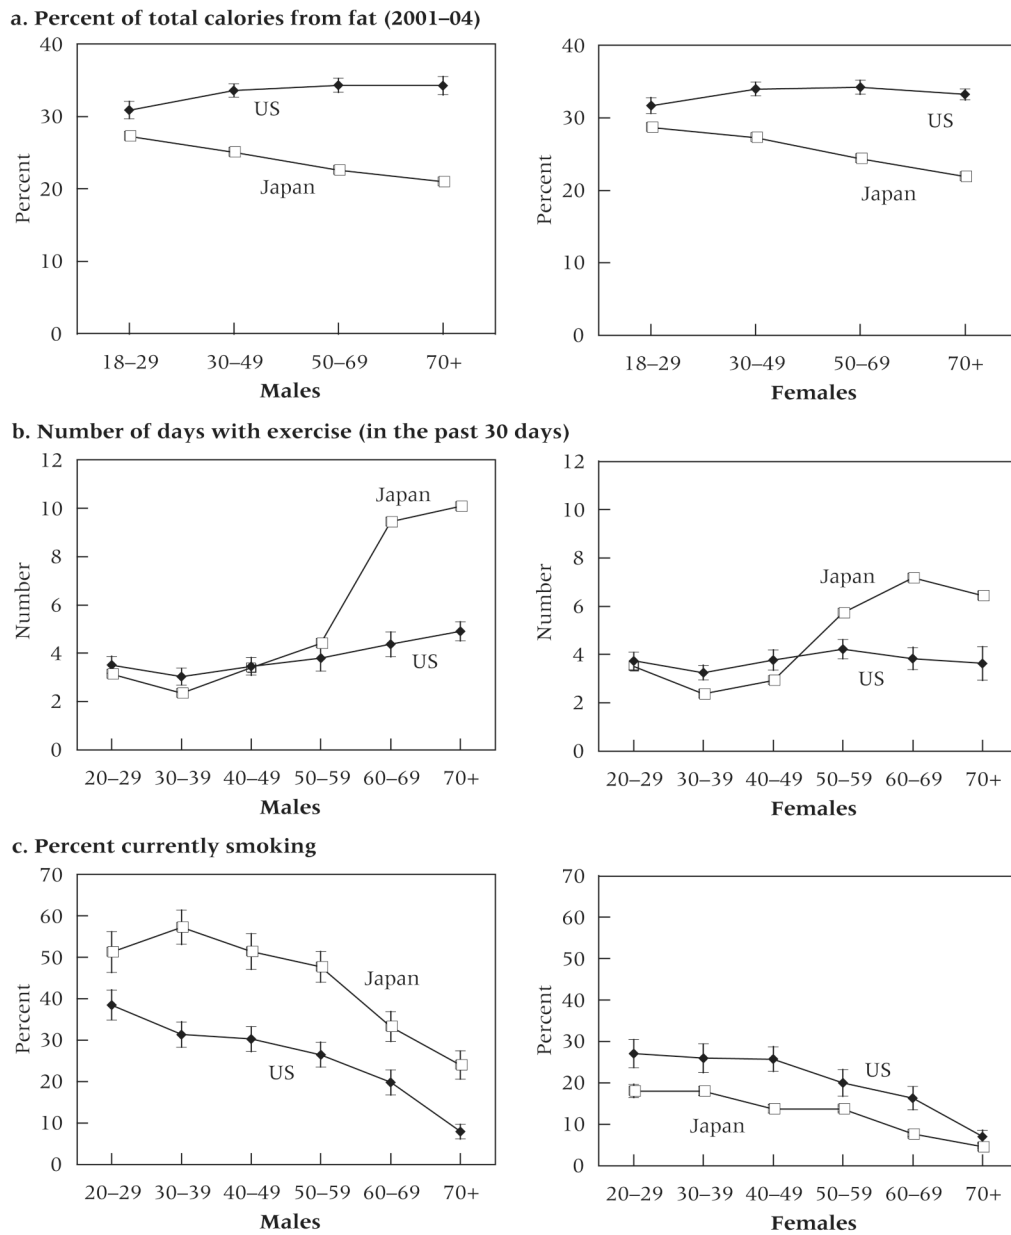 a. Percent of total calories from fat (2001–04)
40
30
20
10
0
Percent
US
Japan
18–29 30–49 50–69 70+
Males
40
30
20
10
0
Percent
US
Japan
18–29 30–49 50–69 70+
Females
b. Number of days with exercise (in the past 30 days)
12
10
8
6
4
2
0
Number
Japan
US
20–29 30–39 40–49 50–59 60–69 70+
Males
12
10
8
6
4
2
0
Number
Japan
US
20–29 30–39 40–49 50–59 60–69 70+
Females
c. Percent currently smoking
70
60
50
40
30
20
10
0
Percent
Japan
US
20–29 30–39 40–49 50–59 60–69 70+
Males
70
60
50
40
30
20
10
0
Percent
US
Japan
20–29 30–39 40–49 50–59 60–69 70+
Females